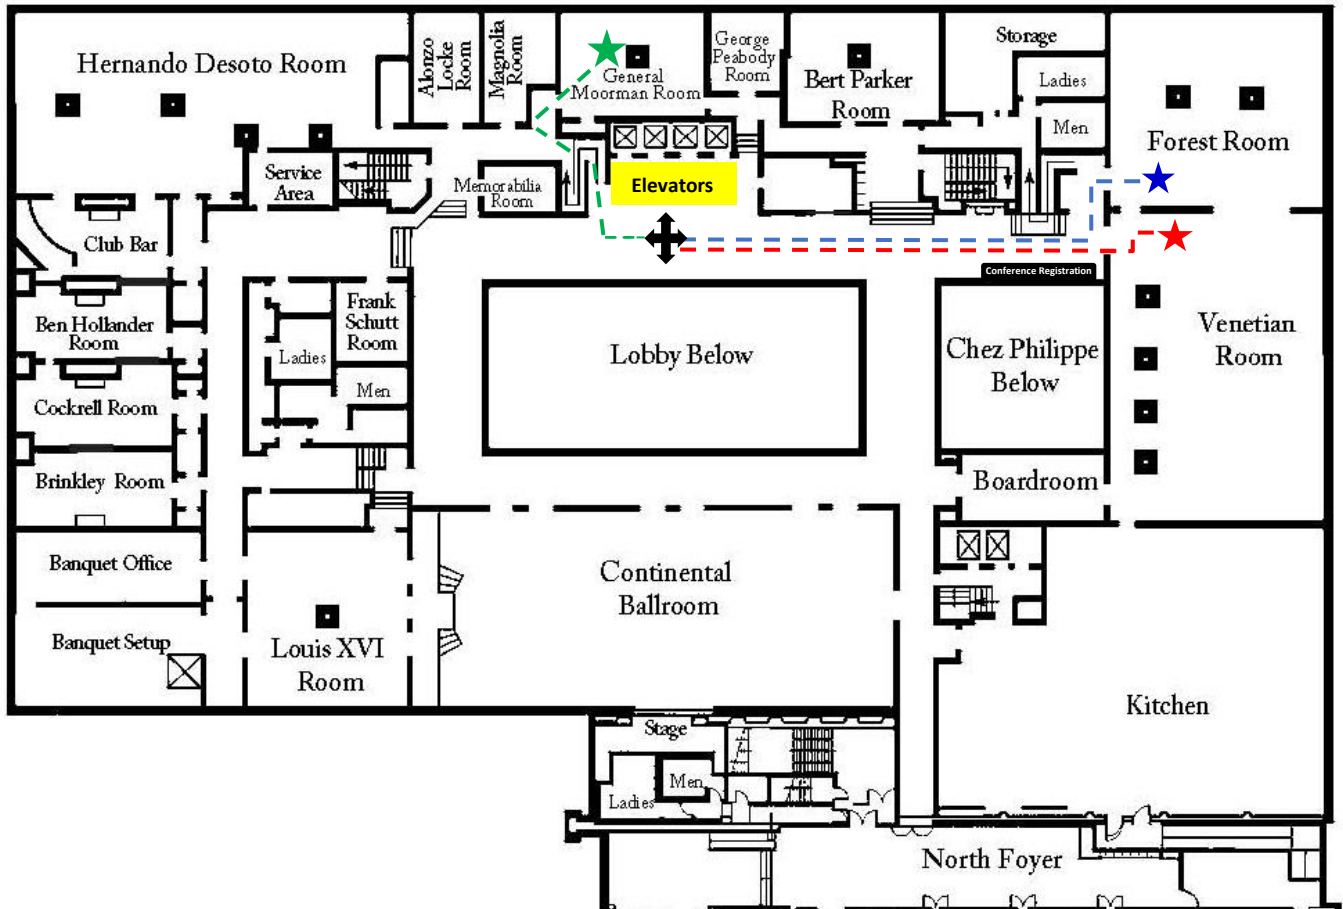 Hernando Desoto Room
Alonzo
Locke
Room
Magnolia
Room
General
Moorman Room
George
Peabody
Room
Bert Parker
Room
Storage
Ladies
Men
Forest Room
Service
Area
Memorabilia
Room
Elevators
Club Bar
Conference Registration
Ben Hollander
Room
Frank
Schutt
Room
Ladies
Men
Lobby Below
Chez Philippe
Below
Venetian
Room
Cockrell Room
Brinkley Room
Boardroom
Banquet Office
Continental
Ballroom
Banquet Setup
Louis XVI
Room
Kitchen
Stage
Men
Ladies
North Foyer